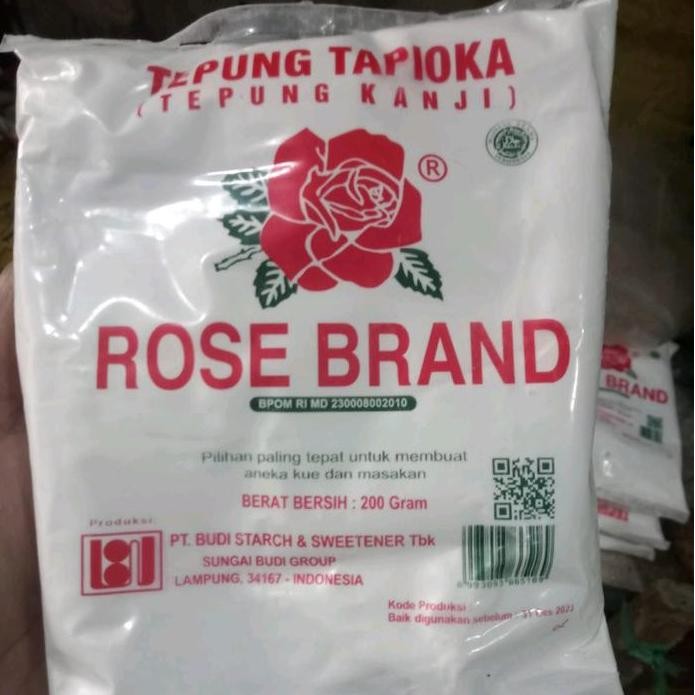 TEPUNG TAPIOKA
(TEPUNG KANJI)
®
ROSE BRAND
BPOM RI MD 230008002010
Pilihan paling tepat untuk membuat
aneka kue dan masakan
BERAT BERSIH : 200 Gram
Produksi:
PT. BUDI STARCH & SWEETENER Tbk
SUNGAI BUDI GROUP
LAMPUNG, 34167 - INDONESIA
Kode Produksi
Baik digunakan sebelum : 31 Des
BRAND